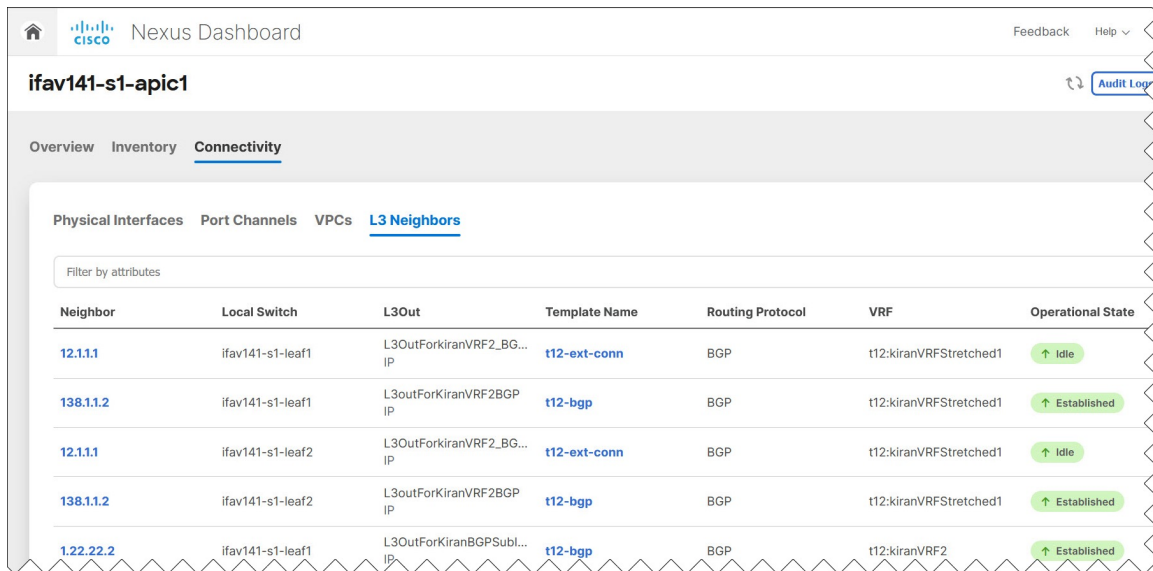 CISCO Nexus Dashboard Feedback Help
ifav141-s1-apic1 Audit Logs
Overview Inventory Connectivity
Physical Interfaces Port Channels VPCs L3 Neighbors
Filter by attributes
Neighbor Local Switch L3Out Template Name Routing Protocol VRF Operational State
12.1.1.1 ifav141-s1-leaf1 L3OutForkiranVRF2_BG... t12-ext-conn BGP t12:kiranVRFStretched1 Idle
IP
138.1.1.2 ifav141-s1-leaf1 L3outForKiranVRF2BGP t12-bgp BGP t12:kiranVRFStretched1 Established
IP
12.1.1.1 ifav141-s1-leaf2 L3OutForkiranVRF2_BG... t12-ext-conn BGP t12:kiranVRFStretched1 Idle
IP
138.1.1.2 ifav141-s1-leaf2 L3outForKiranVRF2BGP t12-bgp BGP t12:kiranVRFStretched1 Established
IP
1.22.22.2 ifav141-s1-leaf1 L3OutForKiranBGPSubI... t12-bgp BGP t12:kiranVRF2 Established
IP